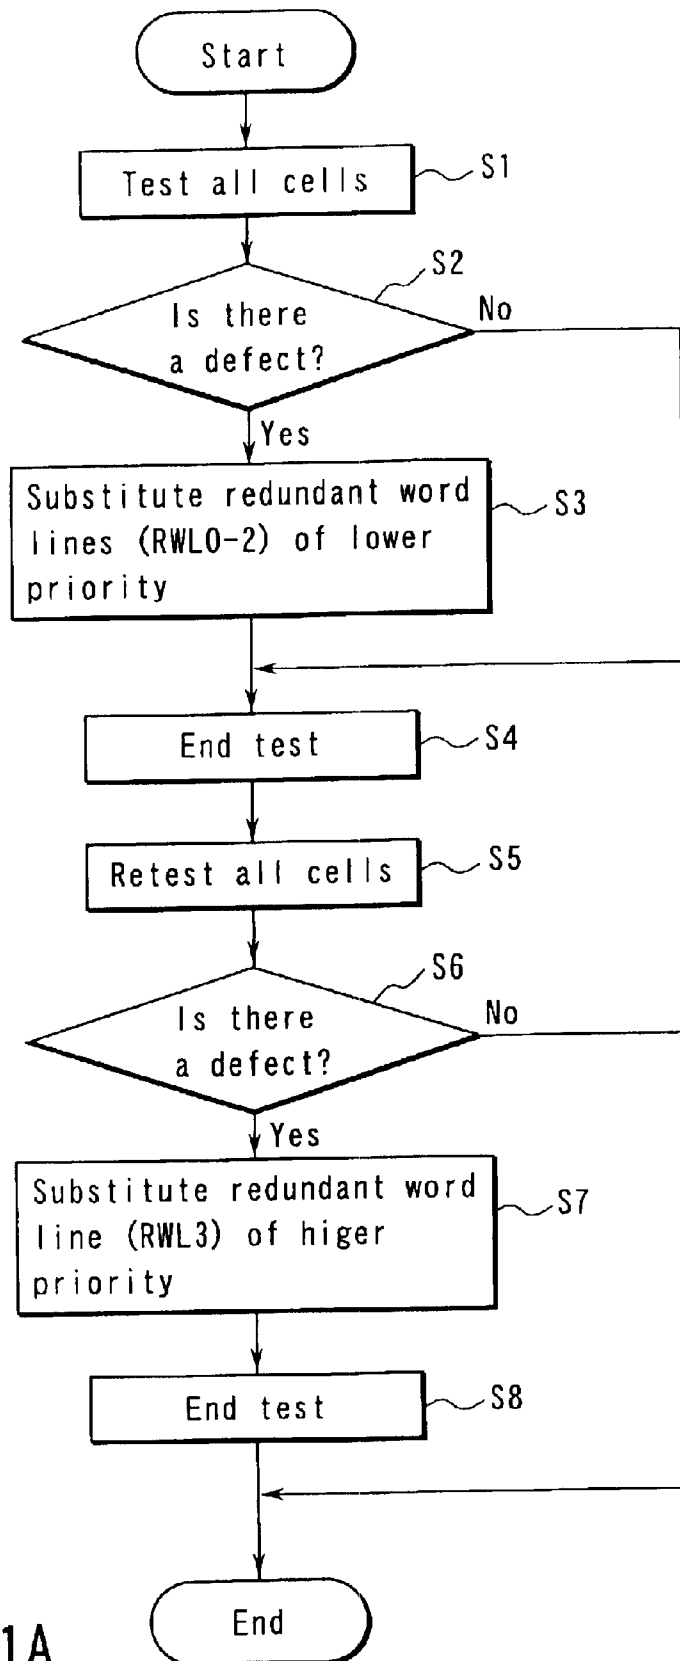 Start
Test all cells
S1
S2
Is there
a defect?
No
Yes
Substitute redundant word
lines (RWL0-2) of lower
priority
S3
End test
S4
Retest all cells
S5
S6
Is there
a defect?
No
Yes
Substitute redundant word
line (RWL3) of higer
priority
S7
End test
S8
End
1A